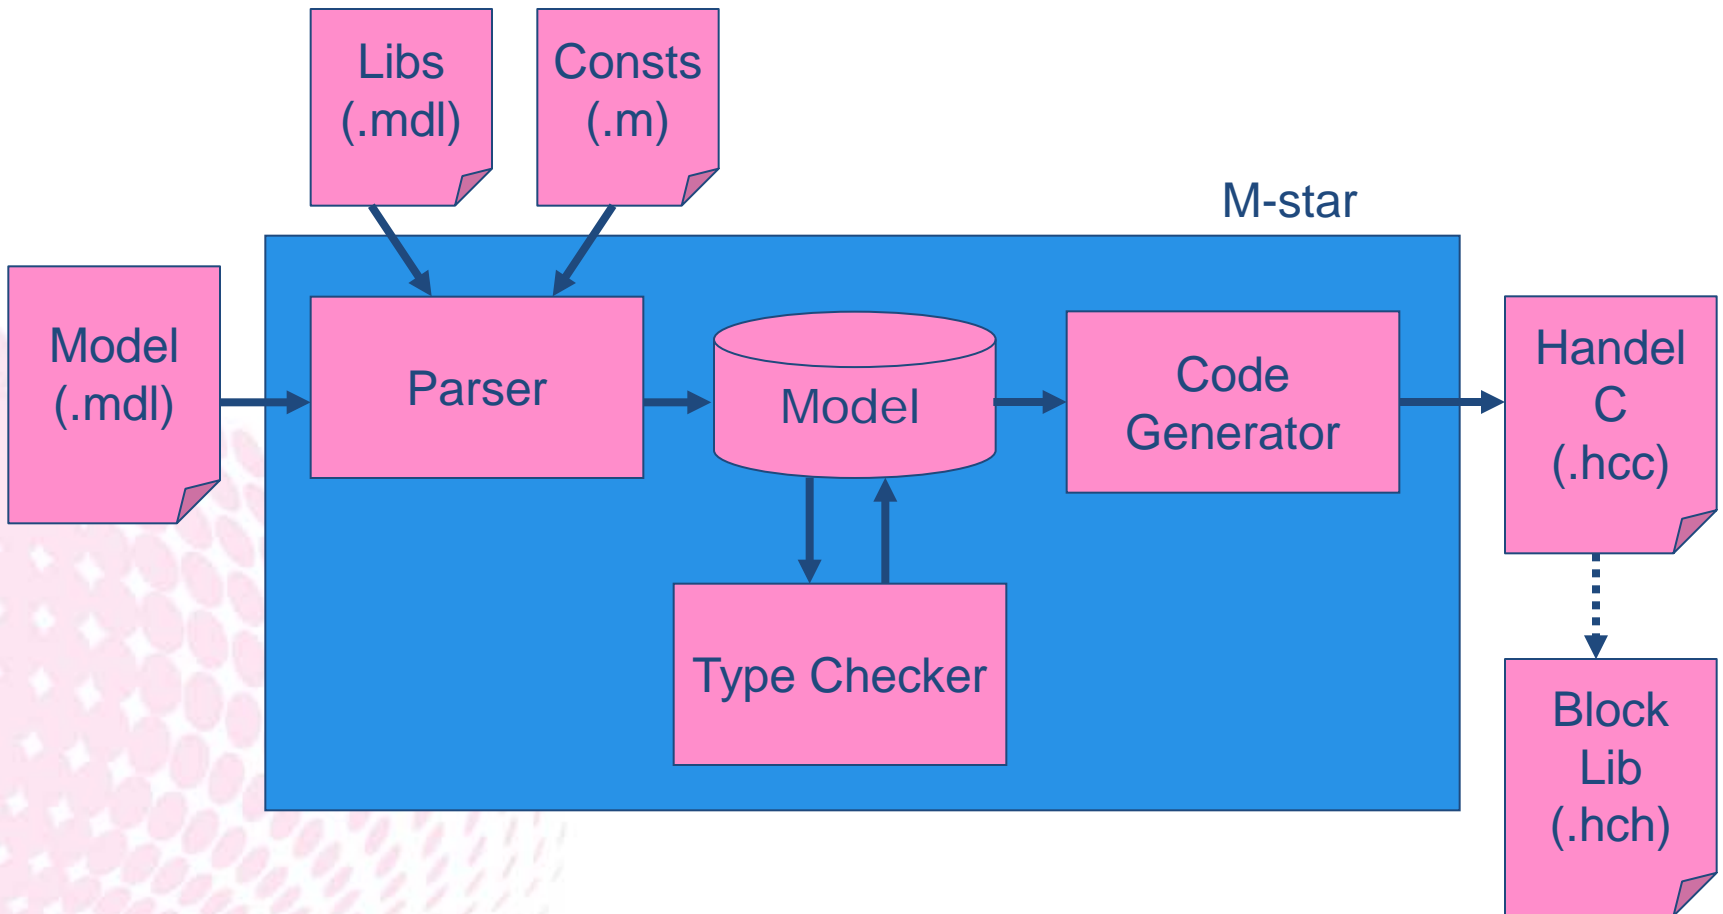 Libs
(.mdl)
Consts
(.m)
M-star
Model
(.mdl)
Parser
Model
Code
Generator
Handel
C
(.hcc)
Type Checker
Block
Lib
(.hch)